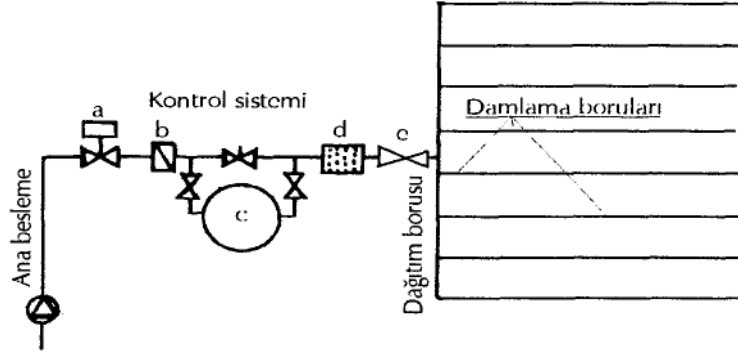 Kontrol sistemi
a
b
c
d
e
Damlama boruları
Ana besleme
Dağıtım borusu